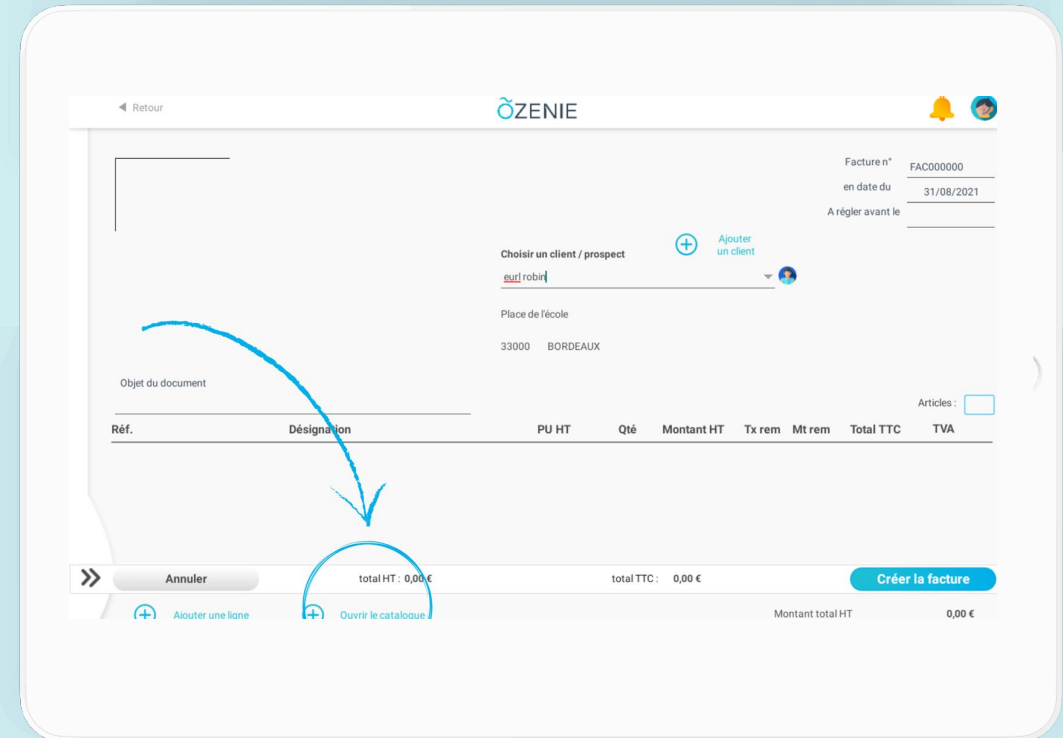 Retour
ÕZENIE
Facture n° FAC000000
en date du 31/08/2021
A régler avant le
Ajouter
un client
Choisir un client / prospect
eurl robin
Place de l'école
33000 BORDEAUX
Objet du document
Articles :
Réf. Désignation PU HT Qté Montant HT Tx rem Mt rem Total TTC TVA
Annuler total HT : 0,00 € total TTC : 0,00 € Créer la facture
Ajouter une ligne Ouvrir le catalogue Montant total HT 0,00 €